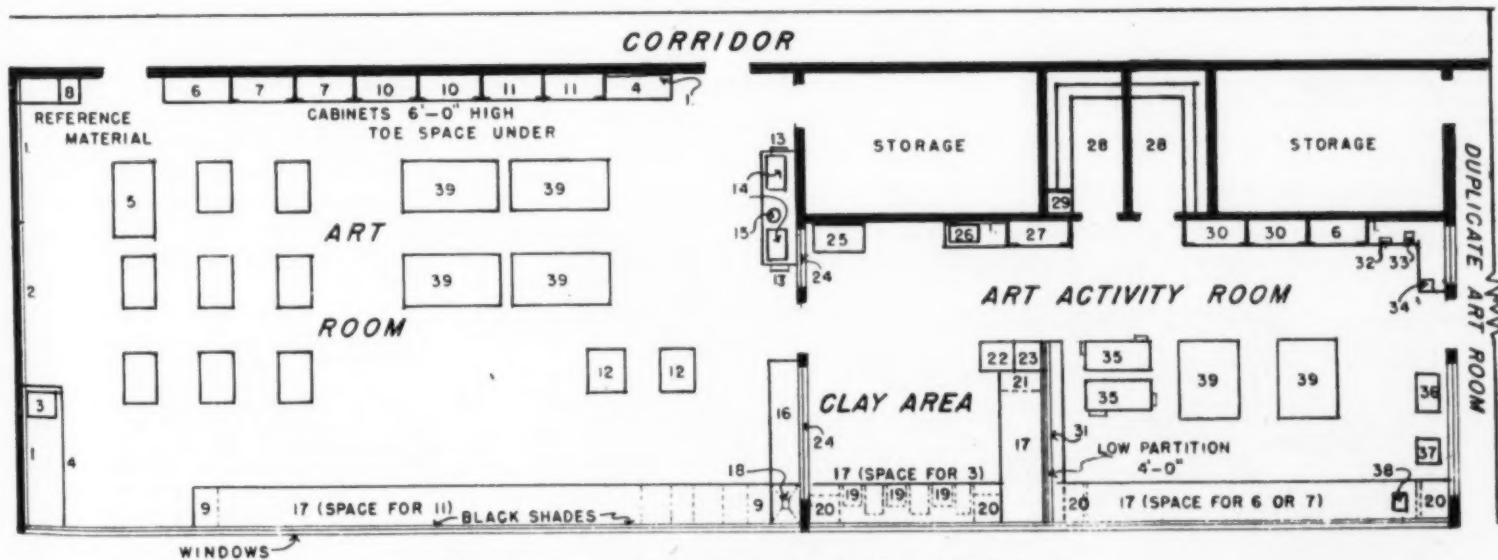 CORRIDOR
8 6 7 7 10 10 11 11 4 1.
REFERENCE MATERIAL
CABINETS 6'-0" HIGH
TOE SPACE UNDER
1.
5
39 39
ART
2
39 39
ROOM
12 12
3
1 4
16
9 17 (SPACE FOR 11) 9
BLACK SHADES
WINDOWS
18
13
14
15
13
24
24
STORAGE
28 28
29
STORAGE
25 26 27 30 30 6
32 33
34
ART ACTIVITY ROOM
DUPLICATE ART ROOM
22 23
21
35
35
39 39
36
37
CLAY AREA
17
31
LOW PARTITION
4'-0"
17 (SPACE FOR 3)
20 19 19 19 20
38
20 17 (SPACE FOR 6 OR 7) 20